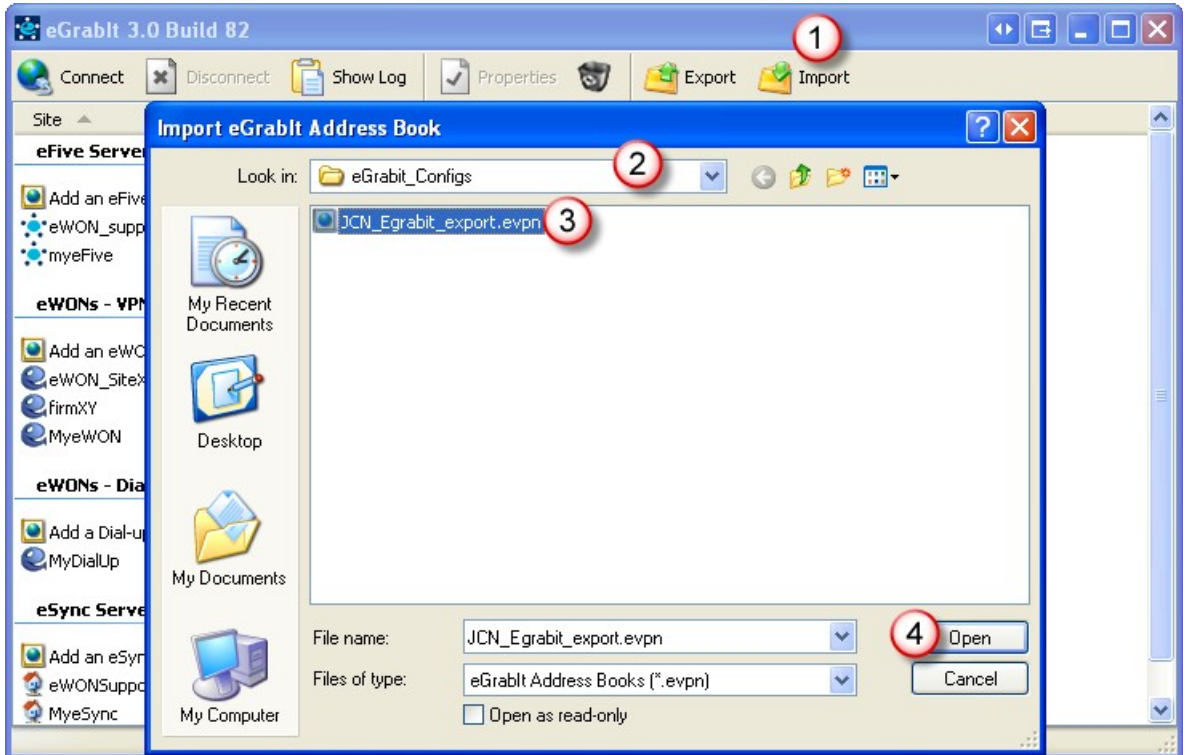 eGrabIt 3.0 Build 82
1
Connect Disconnect Show Log Properties Export Import
Site
Import eGrabIt Address Book
eFive Serve
Look in: eGrabit_Configs 2
Add an eFive
JCN_Egrabit_export.evpn 3
eWON_supp
myeFive
eWONs - VPN
My Recent
Documents
Add an eWO
eWON_SiteX
firmXY
MyeWON
Desktop
eWONs - Dia
Add a Dial-u
MyDialUp
My Documents
eSync Serve
File name: JCN_Egrabit_export.evpn 4 Open
Add an eSyn
Files of type: eGrabIt Address Books (*.evpn) Cancel
eWONSuppo
MyeSync
My Computer
Open as read-only